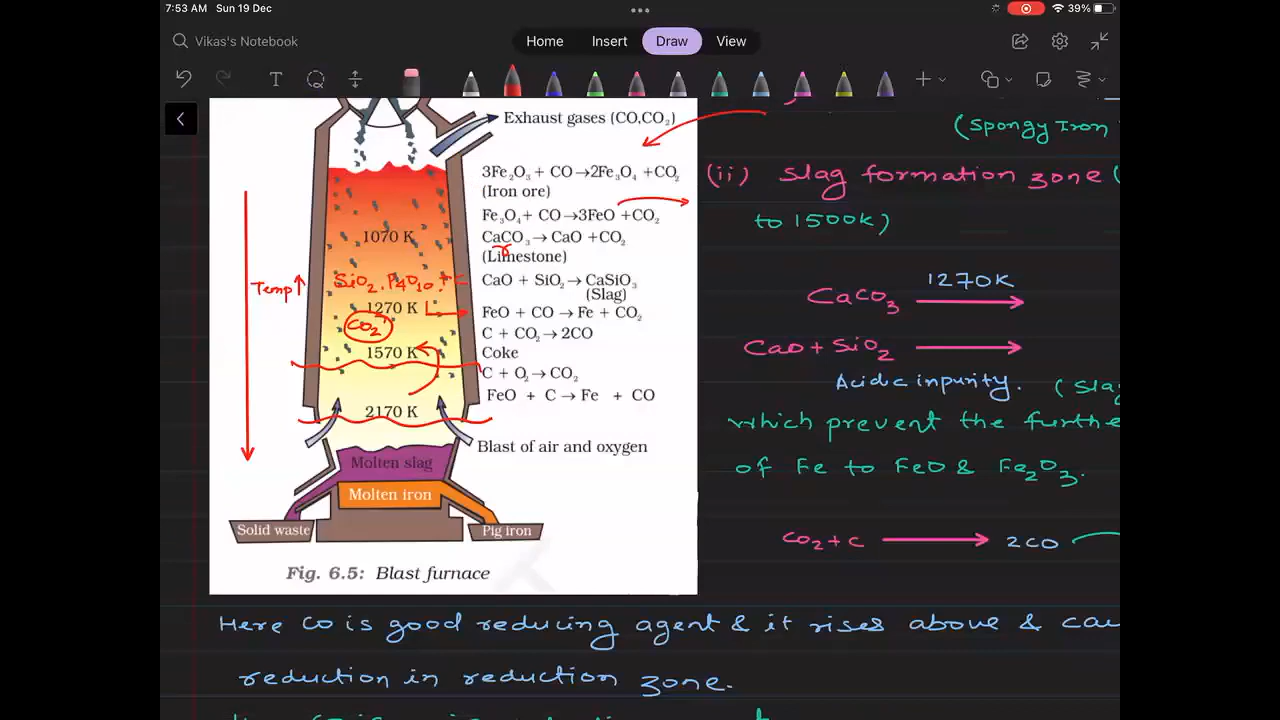 7:53 AM Sun 19 Dec
39%
Vikas's Notebook
Home Insert Draw View
Exhaust gases (CO,CO₂)
3Fe₂O₃ + CO→2Fe₃O₄ +CO₂
(Iron ore)
Fe₃O₄+ CO→3FeO +CO₂
1070 K
CaCO₃→ CaO +CO₂
(Limestone)
Temp↑
SiO₂. P₄O₁₀
CaO + SiO₂→CaSiO₃
(Slag)
1270 K
FeO + CO →Fe + CO₂
CO₂
C + CO₂→2CO
1570 K
Coke
C + O₂→CO₂
FeO + C → Fe + CO
2170 K
Blast of air and oxygen
Molten slag
Molten iron
Solid waste
Pig iron
Fig. 6.5: Blast furnace
(Spongy Iron
(ii) Slag formation zone (
to 1500K)
CaCO₃ 1270K ⟶
CaO + SiO₂ ⟶
Acidic inpurity. (Slag
which prevent the furthe
of Fe to FeO & Fe₂O₃.
CO₂ + C ⟶ 2CO
Here CO is good reducing agent & it rises above & cau
reduction in reduction zone.